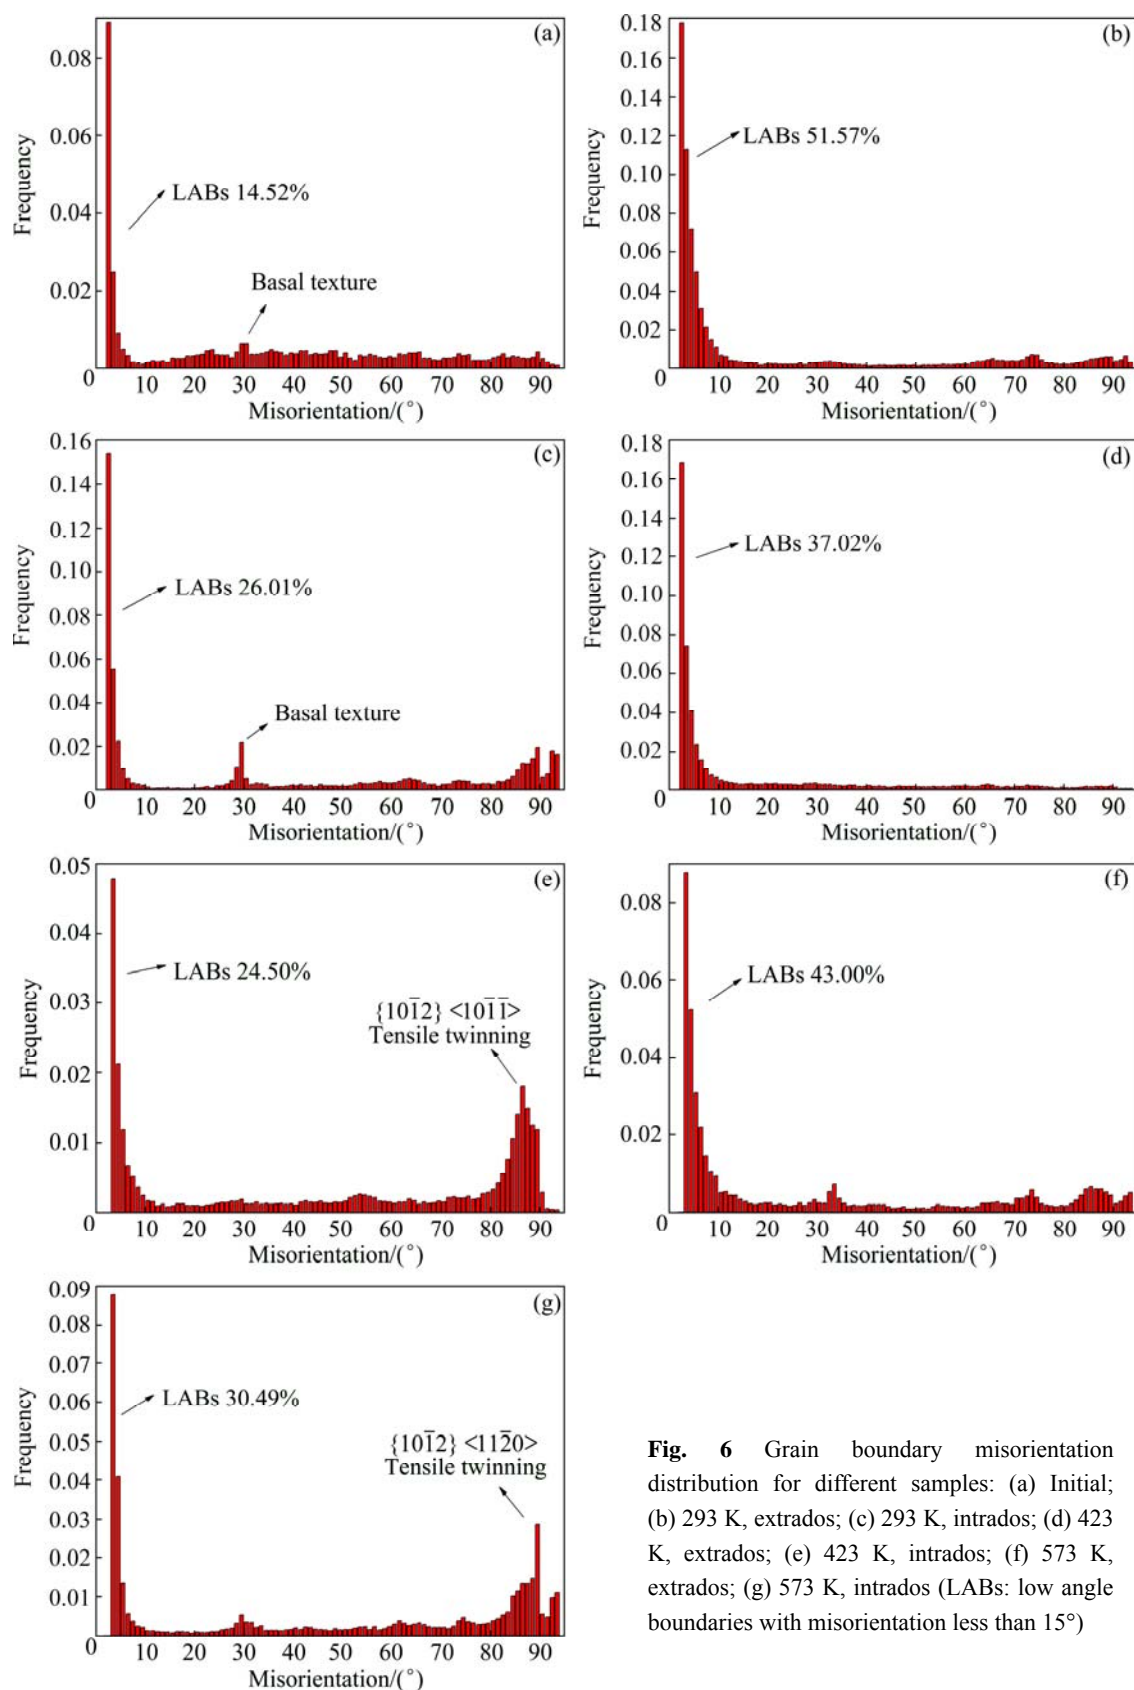 (a)
0.08
0.06
0.04
0.02
0
Frequency
LABs 14.52%
Basal texture
10 20 30 40 50 60 70 80 90
Misorientation/(°)
(b)
0.18
0.16
0.14
0.12
0.10
0.08
0.06
0.04
0.02
0
Frequency
LABs 51.57%
10 20 30 40 50 60 70 80 90
Misorientation/(°)
(c)
0.16
0.14
0.12
0.10
0.08
0.06
0.04
0.02
0
Frequency
LABs 26.01%
Basal texture
10 20 30 40 50 60 70 80 90
Misorientation/(°)
(d)
0.18
0.16
0.14
0.12
0.10
0.08
0.06
0.04
0.02
0
Frequency
LABs 37.02%
10 20 30 40 50 60 70 80 90
Misorientation/(°)
(e)
0.05
0.04
0.03
0.02
0.01
0
Frequency
LABs 24.50%
{101̄2} <101̄1̄>
Tensile twinning
10 20 30 40 50 60 70 80 90
Misorientation/(°)
(f)
0.08
0.06
0.04
0.02
0
Frequency
LABs 43.00%
10 20 30 40 50 60 70 80 90
Misorientation/(°)
(g)
0.09
0.08
0.07
0.06
0.05
0.04
0.03
0.02
0.01
0
Frequency
LABs 30.49%
{101̄2} <112̄0>
Tensile twinning
10 20 30 40 50 60 70 80 90
Misorientation/(°)
Fig. 6 Grain boundary misorientation
distribution for different samples: (a) Initial;
(b) 293 K, extrados; (c) 293 K, intrados; (d) 423
K, extrados; (e) 423 K, intrados; (f) 573 K,
extrados; (g) 573 K, intrados (LABs: low angle
boundaries with misorientation less than 15°)